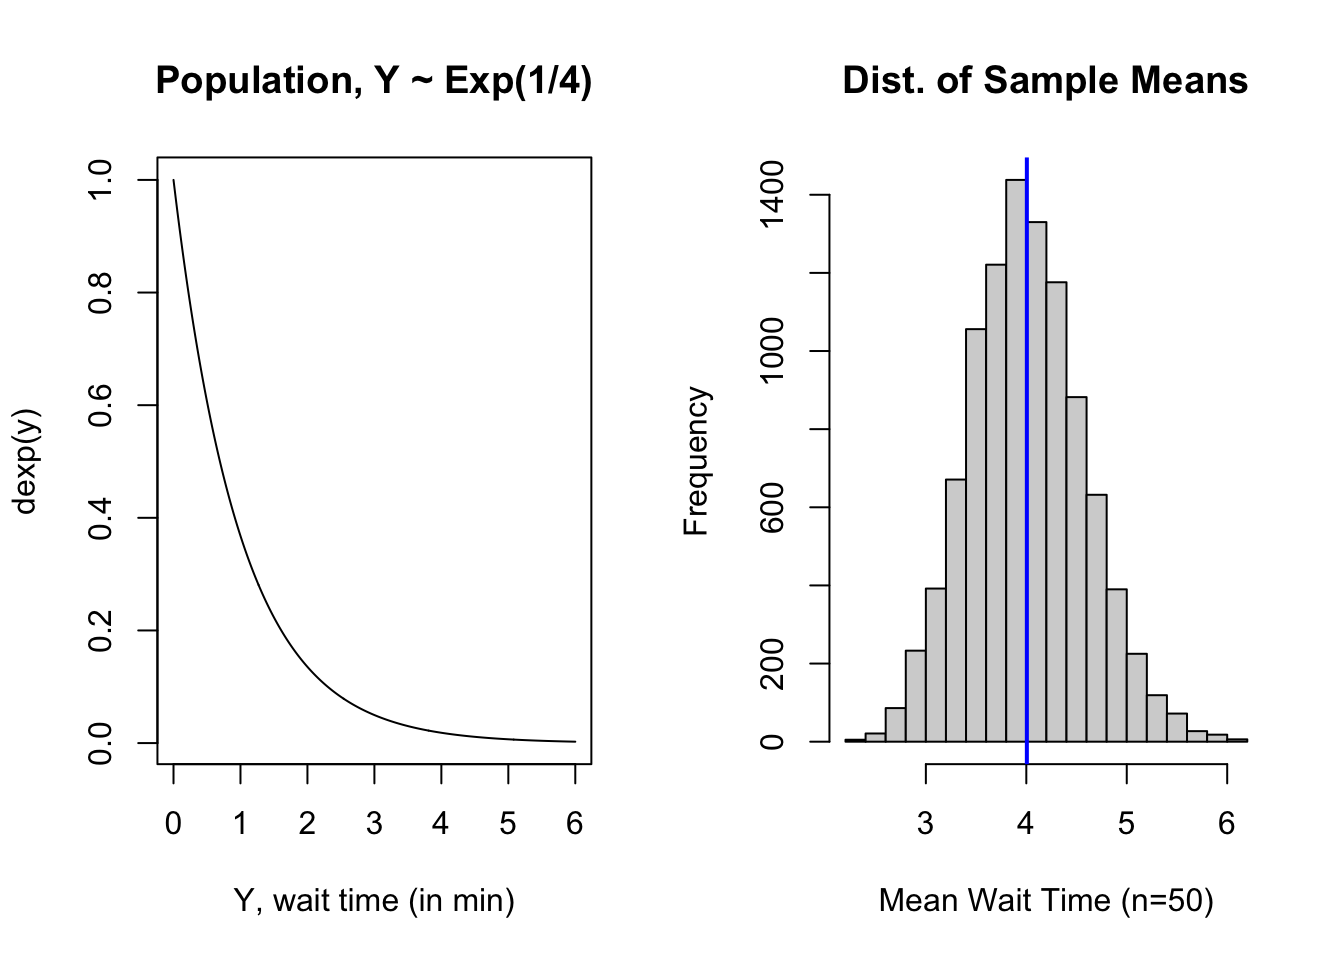 Population, Y ~ Exp(1/4)
dexp(y)
1.0
0.8
0.6
0.4
0.2
0.0
0 1 2 3 4 5 6
Y, wait time (in min)
Dist. of Sample Means
Frequency
1400
1000
600
200
0
3 4 5 6
Mean Wait Time (n=50)